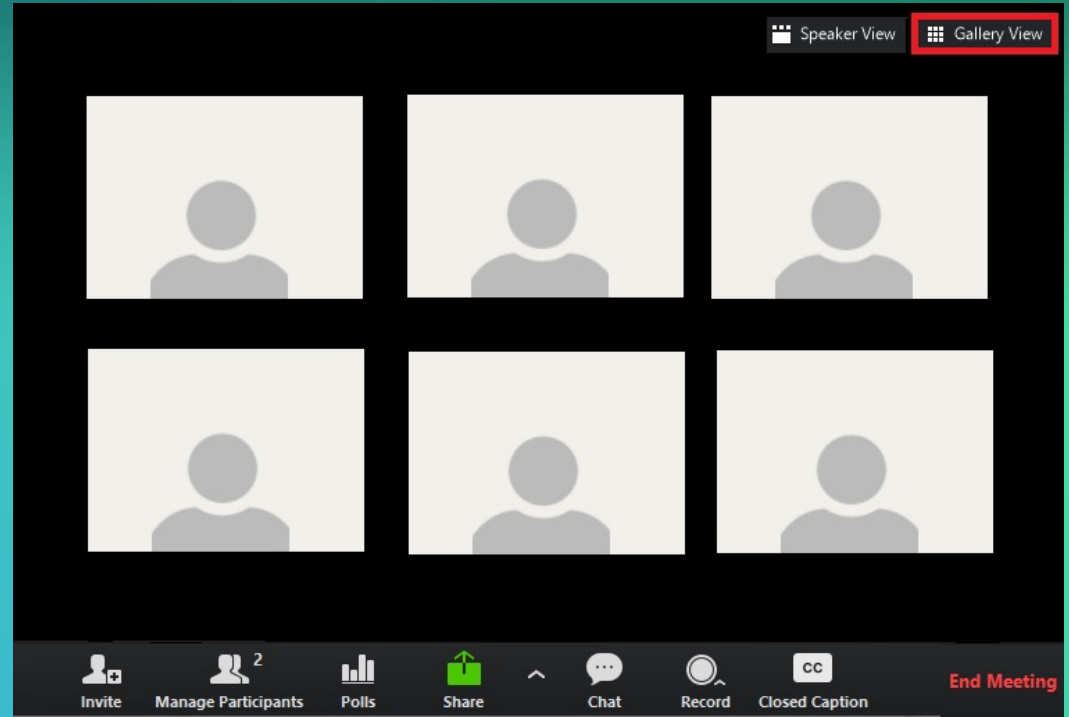 Speaker View Gallery View
2
Invite Manage Participants Polls Share Chat Record CC Closed Caption End Meeting